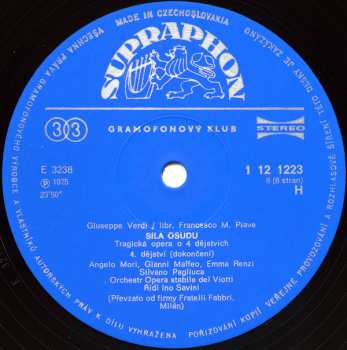 MADE IN CZECHOSLOVAKIA
VŠECHNA PRÁVA GRAMOFONOVÉHO VÝROBCE A VLASTNÍKŮ AUTORSKÝCH PRÁV K DÍLU VYHRAŽENA POŘIZOVÁNÍ KOPIÍ, VEŘEJNÉ PROVOZOVÁNÍ A ROZHLASOVÉ VYSÍLÁNÍ TÉTO DESKY JE ZAKÁZÁNO
SUPRAPHON
33
GRAMOFONOVÝ KLUB
STEREO
E 3238
℗ 1975
23'50"
1 12 1223
8 (8 stran)
H
Giuseppe Verdi / libr. Francesco M. Piave
SÍLA OSUDU
Tragická opera o 4 dějstvích
4. dějství (dokončení)
Angelo Mori, Gianni Maffeo, Emma Renzi
Silvano Pagliuca
Orchestr Opera stabile del Viotti
Řídí Ino Savini
(Převzato od firmy Fratelli Fabbri,
Milán)